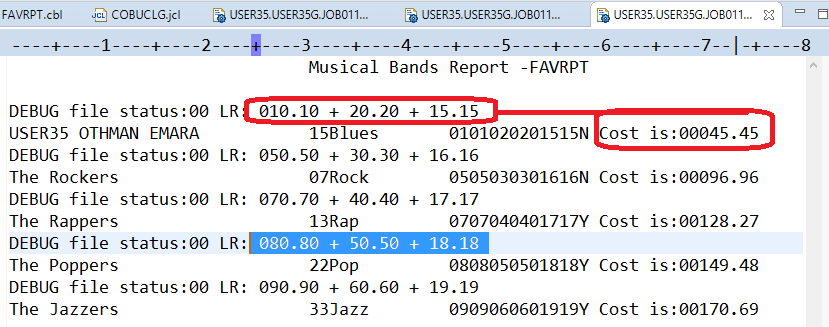 FAVRPT.cbl COBUCLG.jcl USER35.USER35G.JOB011... USER35.USER35G.JOB011... USER35.USER35G.JOB011...
----+----1----+----2----+----3----+----4----+----5----+----6----+----7--|-+----8
Musical Bands Report -FAVRPT
DEBUG file status:00 LR: 010.10 + 20.20 + 15.15
USER35 OTHMAN EMARA 15Blues 0101020201515N Cost is:00045.45
DEBUG file status:00 LR: 050.50 + 30.30 + 16.16
The Rockers 07Rock 0505030301616N Cost is:00096.96
DEBUG file status:00 LR: 070.70 + 40.40 + 17.17
The Rappers 13Rap 0707040401717Y Cost is:00128.27
DEBUG file status:00 LR: 080.80 + 50.50 + 18.18
The Poppers 22Pop 0808050501818Y Cost is:00149.48
DEBUG file status:00 LR: 090.90 + 60.60 + 19.19
The Jazzers 33Jazz 0909060601919Y Cost is:00170.69